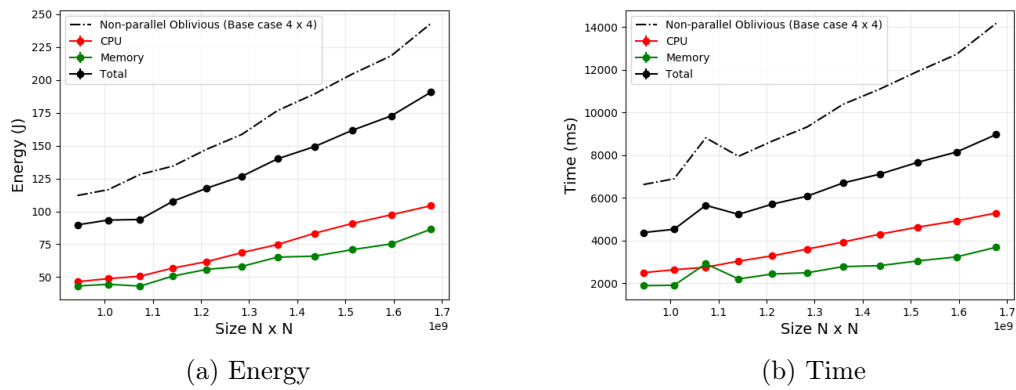 250
225
200
175
150
125
100
75
50
Energy (J)
Non-parallel Oblivious (Base case 4 x 4)
CPU
Memory
Total
1.0 1.1 1.2 1.3 1.4 1.5 1.6 1.7
1e9
Size N x N
(a) Energy
14000
12000
10000
8000
6000
4000
2000
Time (ms)
Non-parallel Oblivious (Base case 4 x 4)
CPU
Memory
Total
1.0 1.1 1.2 1.3 1.4 1.5 1.6 1.7
1e9
Size N x N
(b) Time